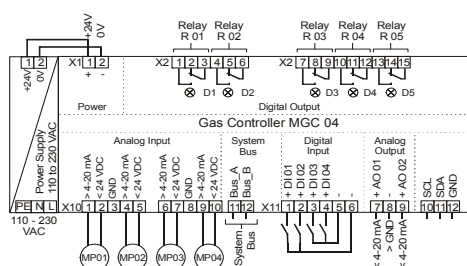 +24V
0V
Relay
R 01
Relay
R 02
Relay
R 03
Relay
R 04
Relay
R 05
1 2
X1 1 2
X2 1 2 3 4 5 6
X2 7 8 9 10 11 12 13 14 15
+24V
0V
+ -
D1
D2
D3
D4
D5
Power
Digital Output
Gas Controller MGC 04
Power Supply
110 to 230 VAC
Analog Input
System
Bus
Digital
Input
Analog
Output
> 4-20 mA
< 24 VDC
GND
> 4-20 mA
< 24 VDC
> 4-20 mA
< 24 VDC
GND
> 4-20 mA
< 24 VDC
Bus_A
Bus_B
+ DI 01
+ DI 02
+ DI 03
+ DI 04
-
-
+ AO 01
-
+ AO 02
SCL
SDA
GND
PE N L
X10 1 2 3 4 5 6 7 8 9 10 11 12
X11 1 2 3 4 5 6 7 8 9 10 11 12
110 - 230
VAC
MP01
MP02
MP03
MP04
System
Bus
<4-20 mA
> GND
<4-20 mA